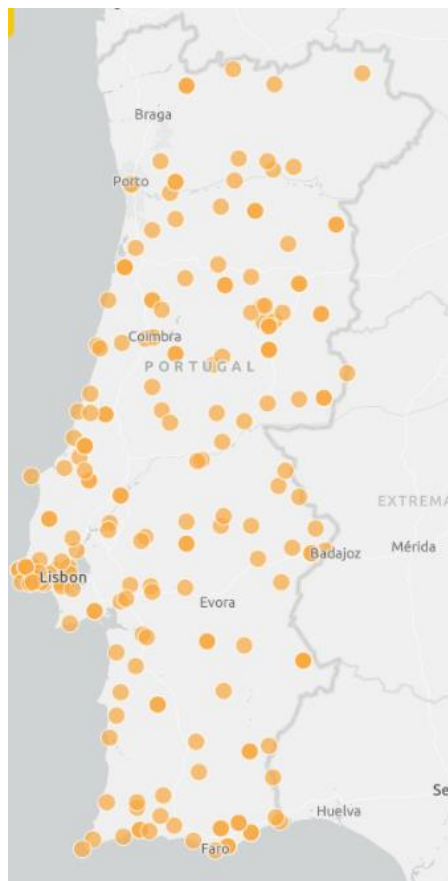 Braga
Porto
Coimbra
PORTUGAL
EXTREMA
Badajoz
Mérida
Lisbon
Evora
Se
Huelva
Faro